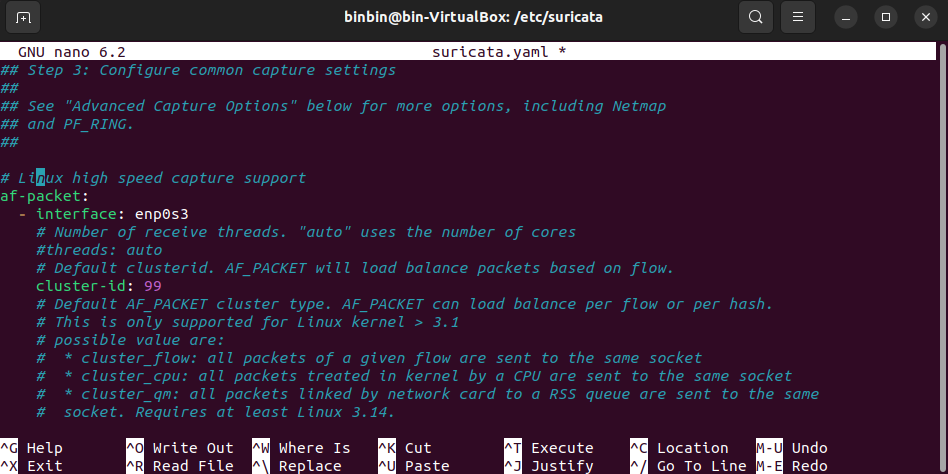 binbin@bin-VirtualBox: /etc/suricata
GNU nano 6.2 suricata.yaml *
## Step 3: Configure common capture settings
##
## See "Advanced Capture Options" below for more options, including Netmap
## and PF_RING.
##
# Linux high speed capture support
af-packet:
  - interface: enp0s3
    # Number of receive threads. "auto" uses the number of cores
    #threads: auto
    # Default clusterid. AF_PACKET will load balance packets based on flow.
    cluster-id: 99
    # Default AF_PACKET cluster type. AF_PACKET can load balance per flow or per hash.
    # This is only supported for Linux kernel > 3.1
    # possible value are:
    #  * cluster_flow: all packets of a given flow are sent to the same socket
    #  * cluster_cpu: all packets treated in kernel by a CPU are sent to the same socket
    #  * cluster_qm: all packets linked by network card to a RSS queue are sent to the same
    #  socket. Requires at least Linux 3.14.
^G Help ^O Write Out ^W Where Is ^K Cut ^T Execute ^C Location M-U Undo
^X Exit ^R Read File ^\ Replace ^U Paste ^J Justify ^/ Go To Line M-E Redo